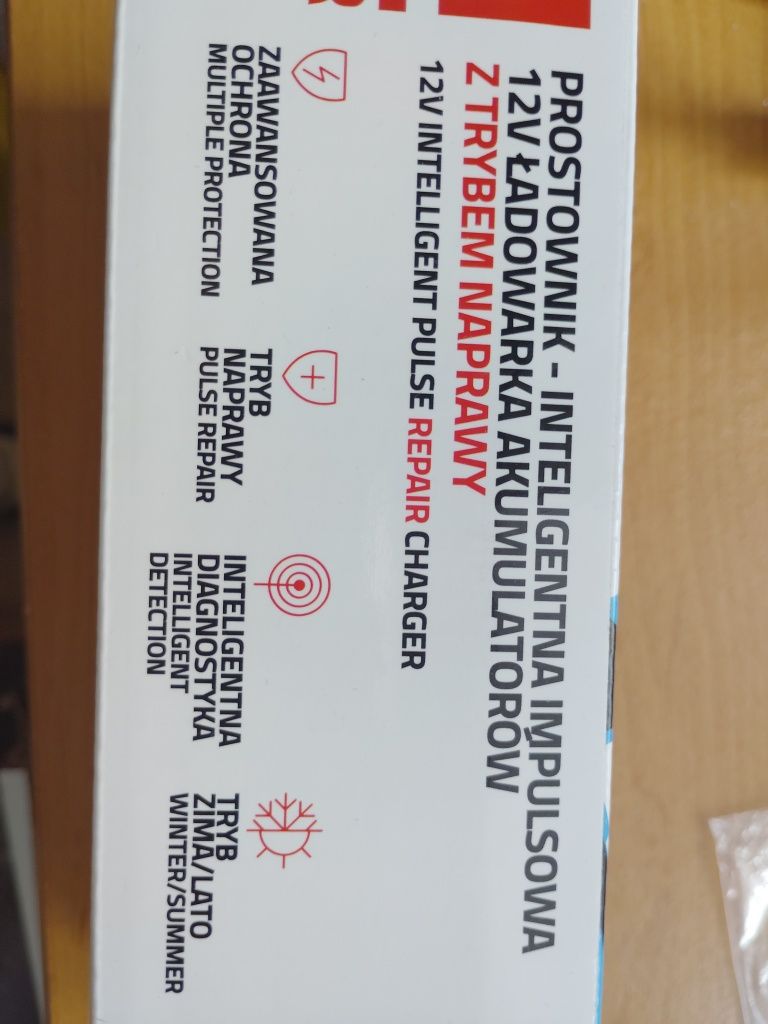 PROSTOWNIK - INTELIGENTNA IMPULSOWA
12V ŁADOWARKA AKUMULATORÓW
Z TRYBEM NAPRAWY
12V INTELLIGENT PULSE REPAIR CHARGER
ZAAWANSOWANA
OCHRONA
MULTIPLE PROTECTION
TRYB
NAPRAWY
PULSE REPAIR
INTELIGENTNA
DIAGNOSTYKA
INTELLIGENT
DETECTION
TRYB
ZIMA/LATO
WINTER/SUMMER